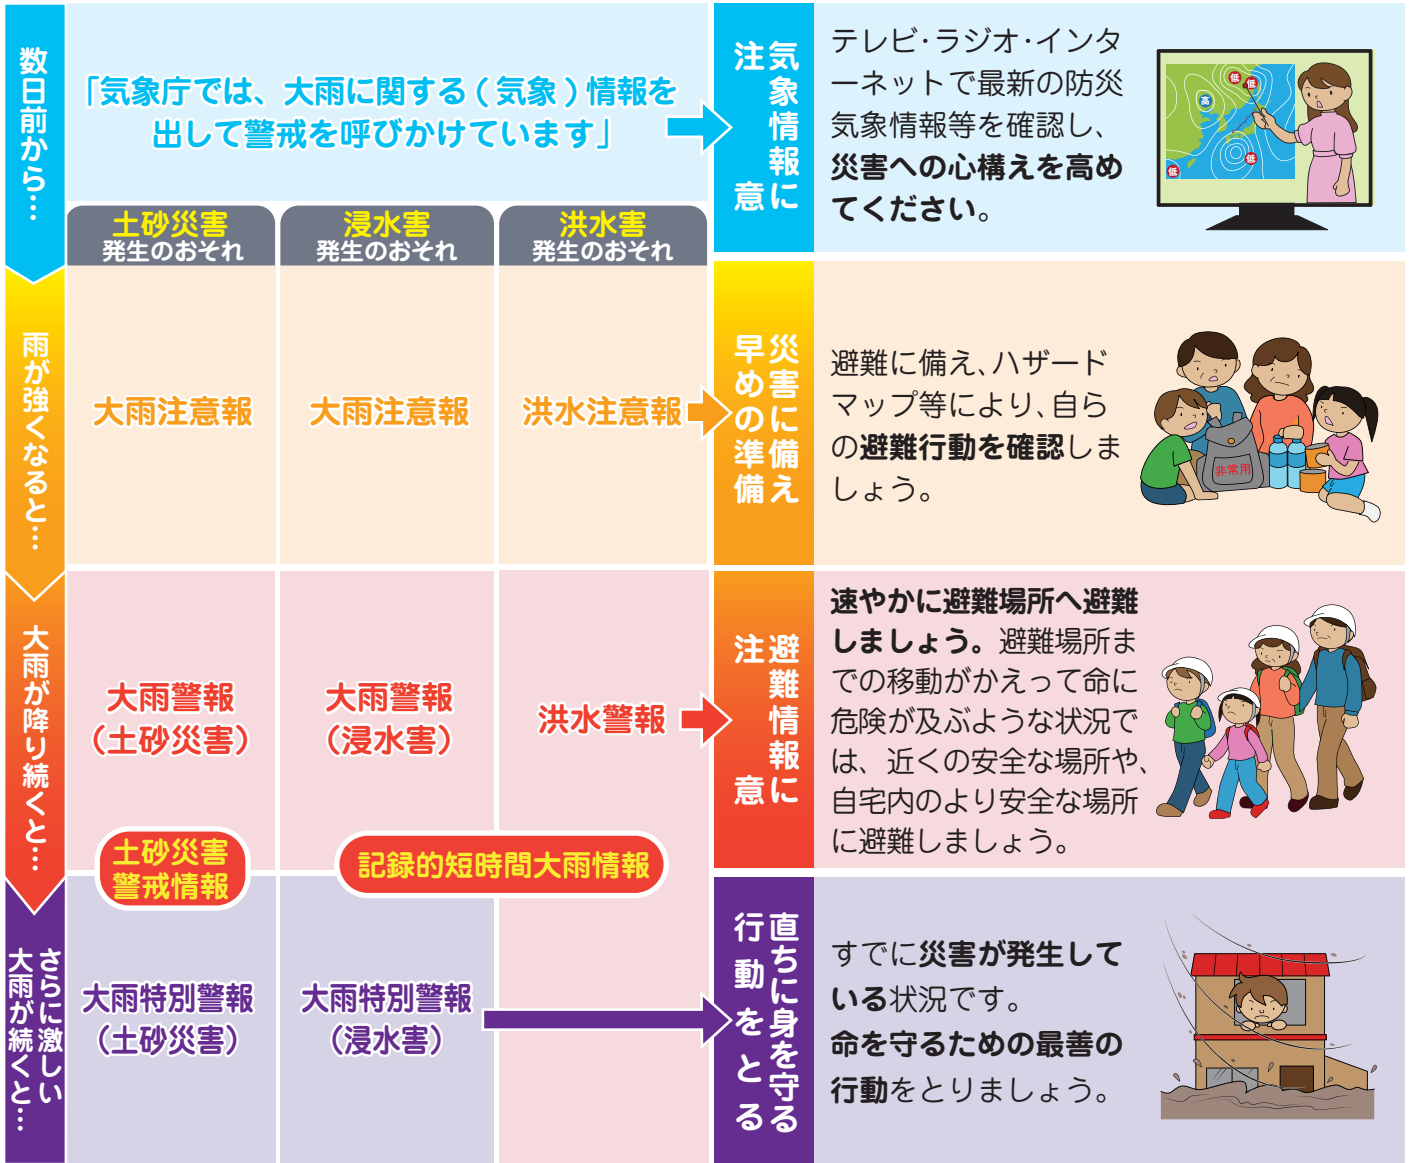 数日前から…
「気象庁では、大雨に関する（気象）情報を
出して警戒を呼びかけています」
気象情報に
注意
テレビ・ラジオ・インタ
ーネットで最新の防災
気象情報等を確認し、
災害への心構えを高め
てください。
低
低
高
低
低
土砂災害
発生のおそれ
浸水害
発生のおそれ
洪水害
発生のおそれ
雨が強くなると…
大雨注意報
大雨注意報
洪水注意報
災害に備え
早めの準備
避難に備え、ハザード
マップ等により、自ら
の避難行動を確認しま
しょう。
非常用
大雨が降り続くと…
大雨警報
（土砂災害）
大雨警報
（浸水害）
洪水警報
避難情報に
注意
速やかに避難場所へ避難
しましょう。避難場所ま
での移動がかえって命に
危険が及ぶような状況で
は、近くの安全な場所や、
自宅内のより安全な場所
に避難しましょう。
土砂災害
警戒情報
記録的短時間大雨情報
さらに激しい
大雨が続くと…
大雨特別警報
（土砂災害）
大雨特別警報
（浸水害）
直ちに身を守る
行動をとる
すでに災害が発生して
いる状況です。
命を守るための最善の
行動をとりましょう。